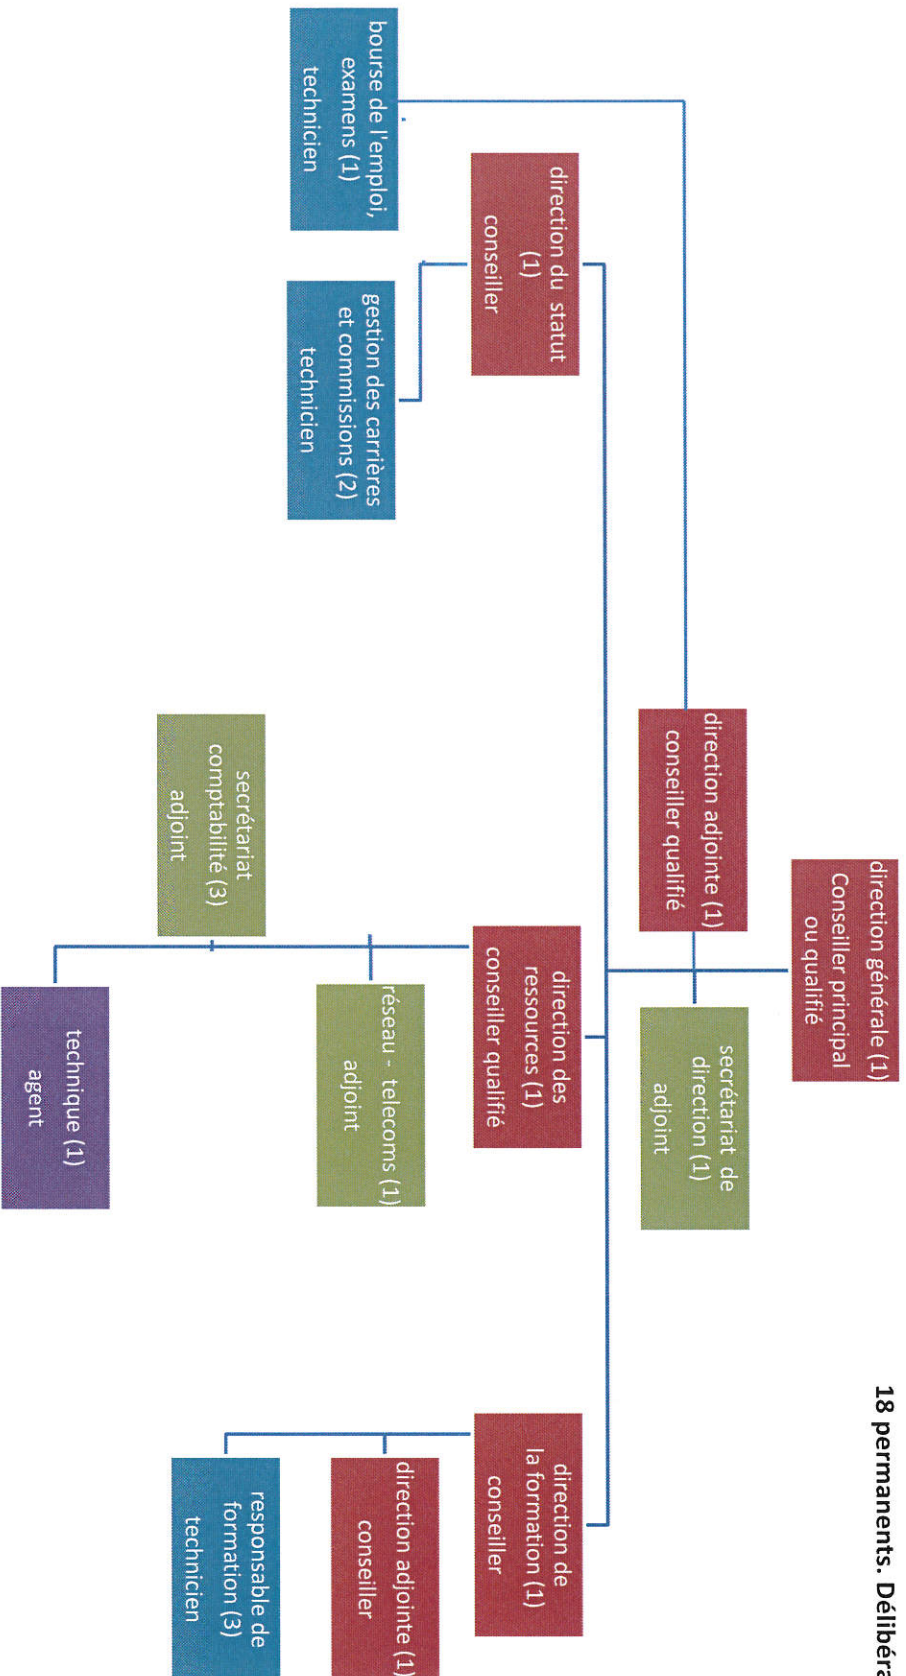 18 permanents. Délibéra
direction générale (1)
Conseiller principal
ou qualifié
direction adjointe (1)
conseiller qualifié
secrétariat de
direction (1)
adjoint
direction du statut
(1)
conseiller
direction des
ressources (1)
conseiller qualifié
direction de
la formation (1)
conseiller
bourse de l'emploi,
examens (1)
technicien
gestion des carrières
et commissions (2)
technicien
réseau - telecoms (1)
adjoint
secrétariat
comptabilité (3)
adjoint
technique (1)
agent
direction adjointe (1)
conseiller
responsable de
formation (3)
technicien